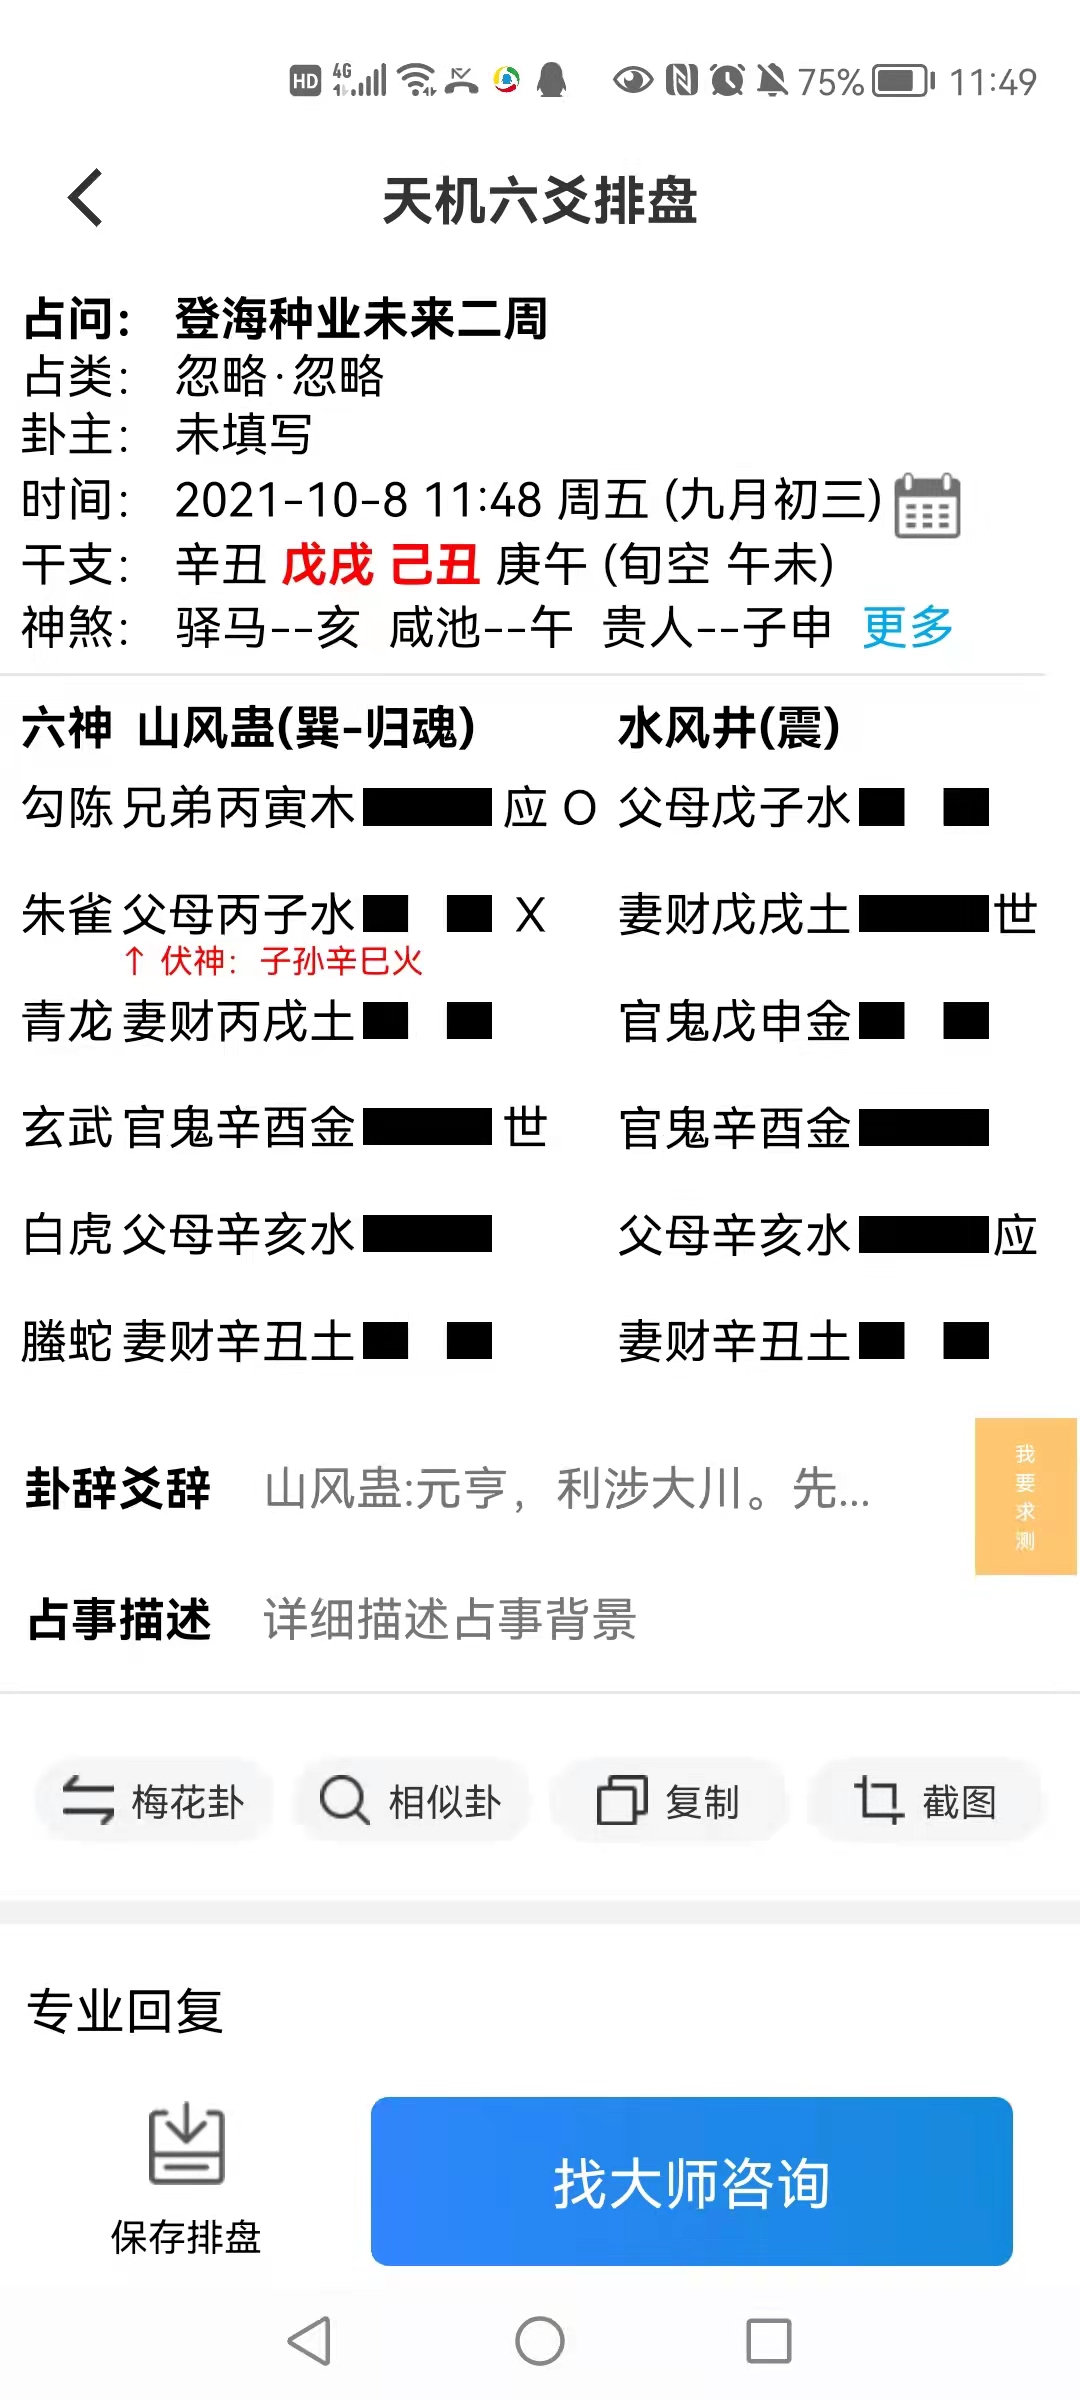 HD 4G 75% 11:49
天机六爻排盘
占问： 登海种业未来二周
占类： 忽略·忽略
卦主： 未填写
时间： 2021-10-8 11:48 周五 (九月初三)
干支： 辛丑 戊戌 己丑 庚午 (旬空 午未)
神煞： 驿马--亥 咸池--午 贵人--子申 更多
六神 山风蛊(巽-归魂) 水风井(震)
勾陈 兄弟丙寅木 应 O 父母戊子水
朱雀 父母丙子水 X 妻财戊戌土 世
↑ 伏神：子孙辛巳火
青龙 妻财丙戌土 官鬼戊申金
玄武 官鬼辛酉金 世 官鬼辛酉金
白虎 父母辛亥水 父母辛亥水 应
螣蛇 妻财辛丑土 妻财辛丑土
卦辞爻辞 山风蛊:元亨，利涉大川。先...
我要求测
占事描述 详细描述占事背景
梅花卦 相似卦 复制 截图
专业回复
保存排盘
找大师咨询